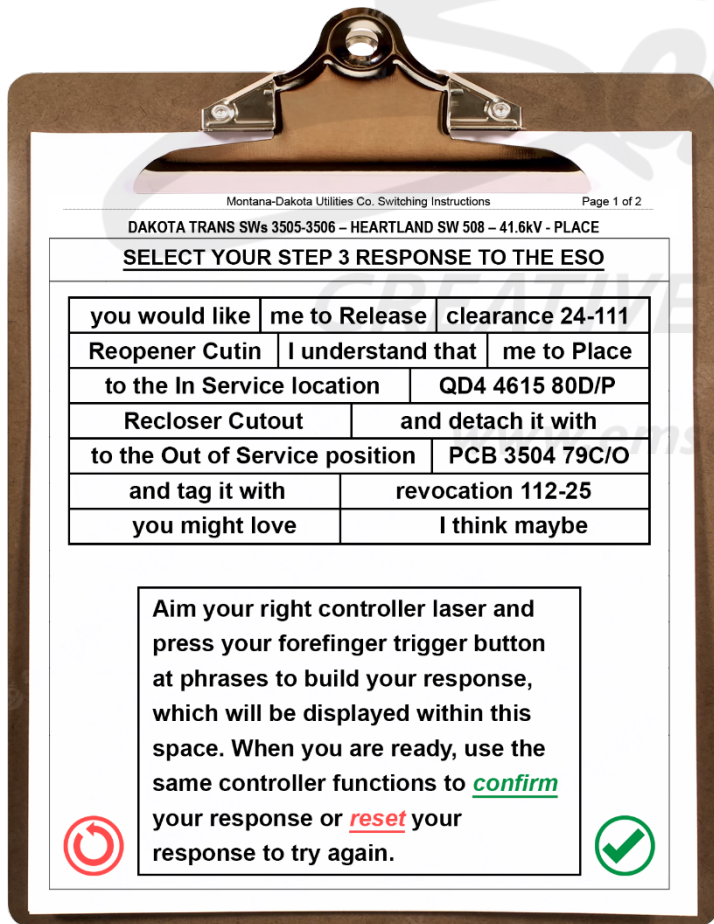 Montana-Dakota Utilities Co. Switching Instructions Page 1 of 2
DAKOTA TRANS SWs 3505-3506 – HEARTLAND SW 508 – 41.6kV - PLACE
SELECT YOUR STEP 3 RESPONSE TO THE ESO
you would like me to Release clearance 24-111
Reopener Cutin I understand that me to Place
to the In Service location QD4 4615 80D/P
Recloser Cutout and detach it with
to the Out of Service position PCB 3504 79C/O
and tag it with revocation 112-25
you might love I think maybe
Aim your right controller laser and
press your forefinger trigger button
at phrases to build your response,
which will be displayed within this
space. When you are ready, use the
same controller functions to confirm
your response or reset your
response to try again.
CREATIVE